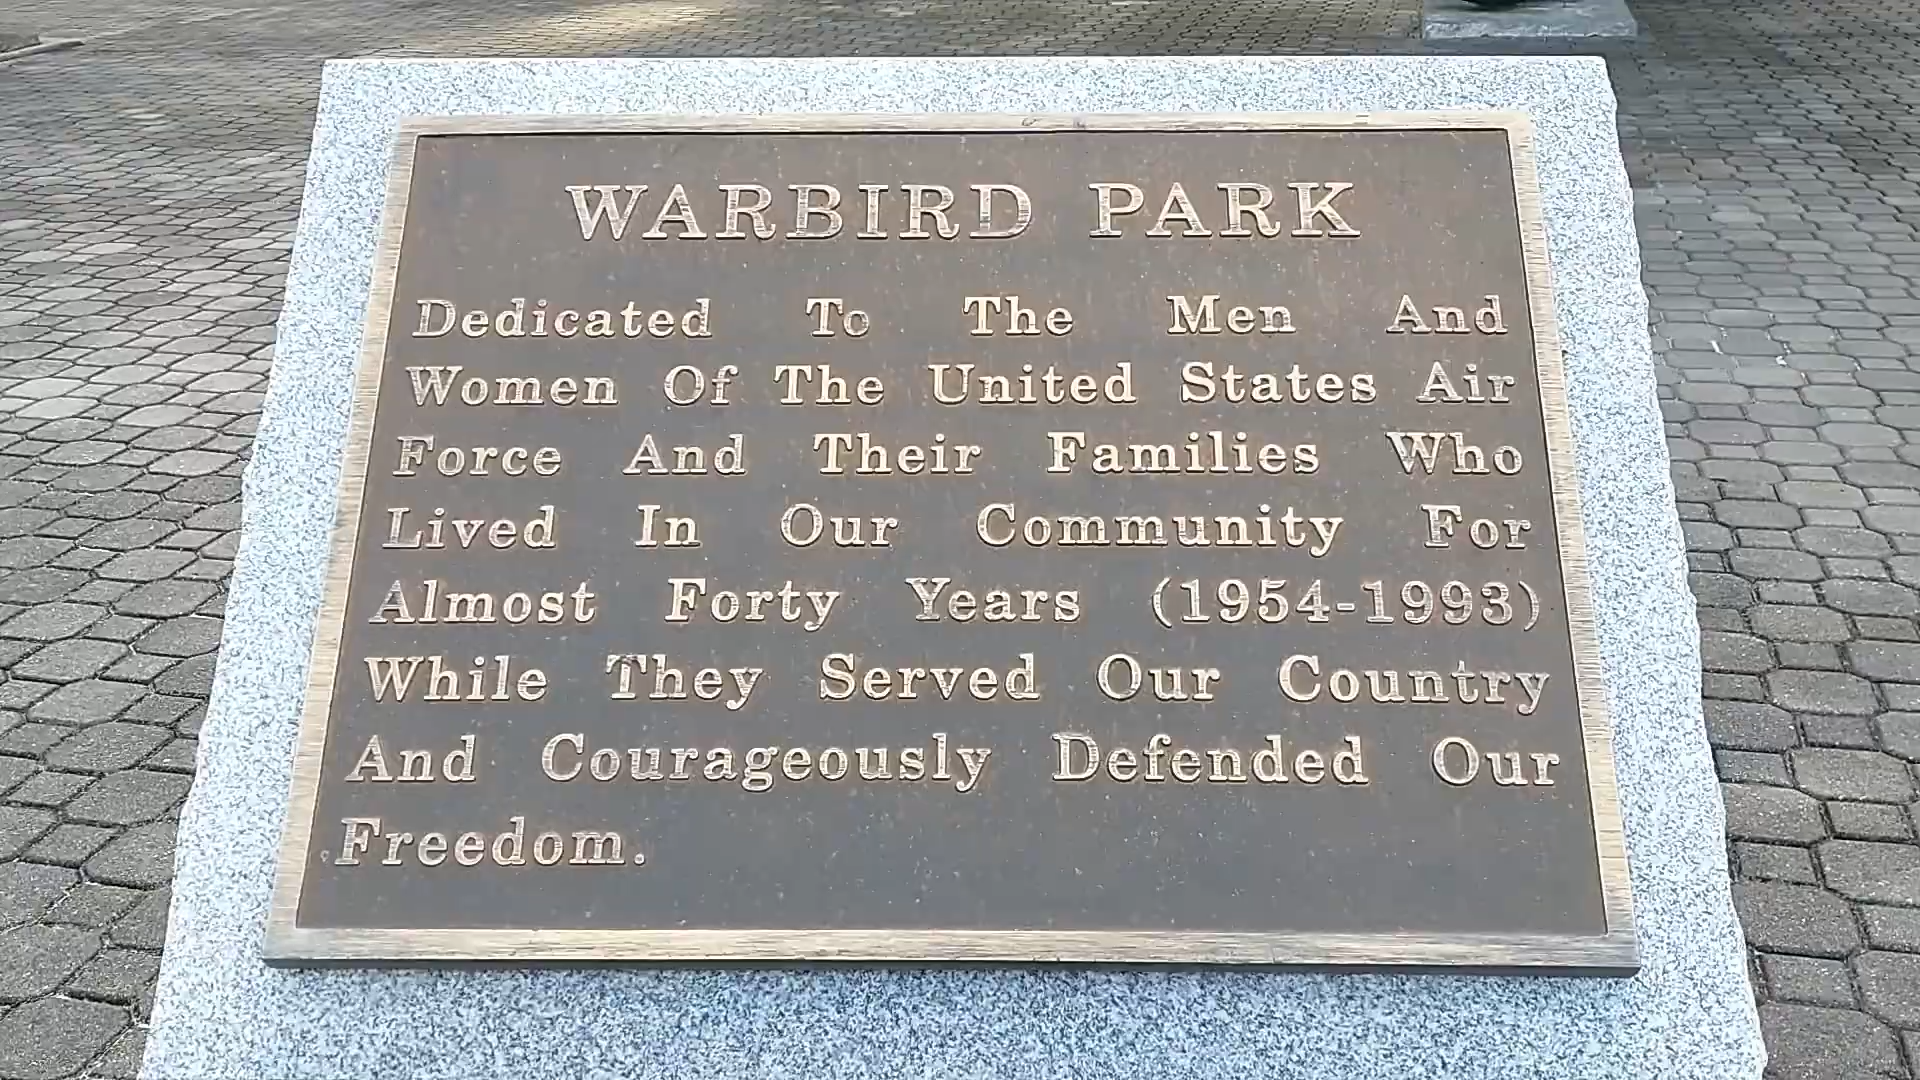 WARBIRD PARK
Dedicated To The Men And
Women Of The United States Air
Force And Their Families Who
Lived In Our Community For
Almost Forty Years (1954-1993)
While They Served Our Country
And Courageously Defended Our
Freedom.